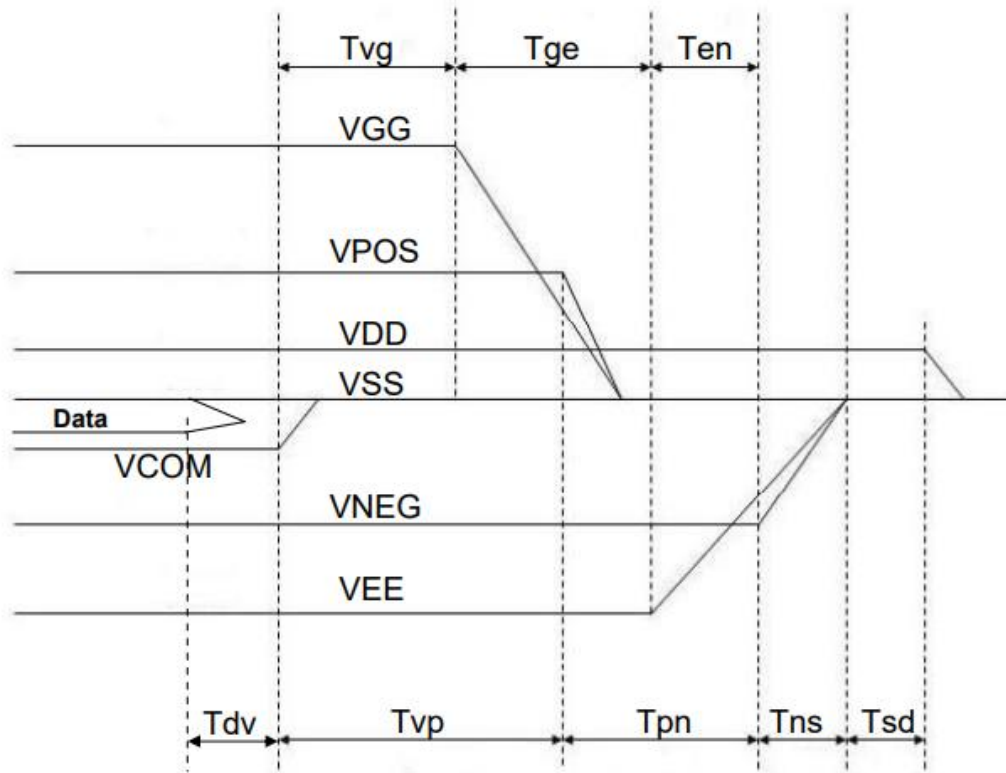 Tvg Tge Ten
VGG
VPOS
VDD
VSS
Data
VCOM
VNEG
VEE
Tdv Tvp Tpn Tns Tsd